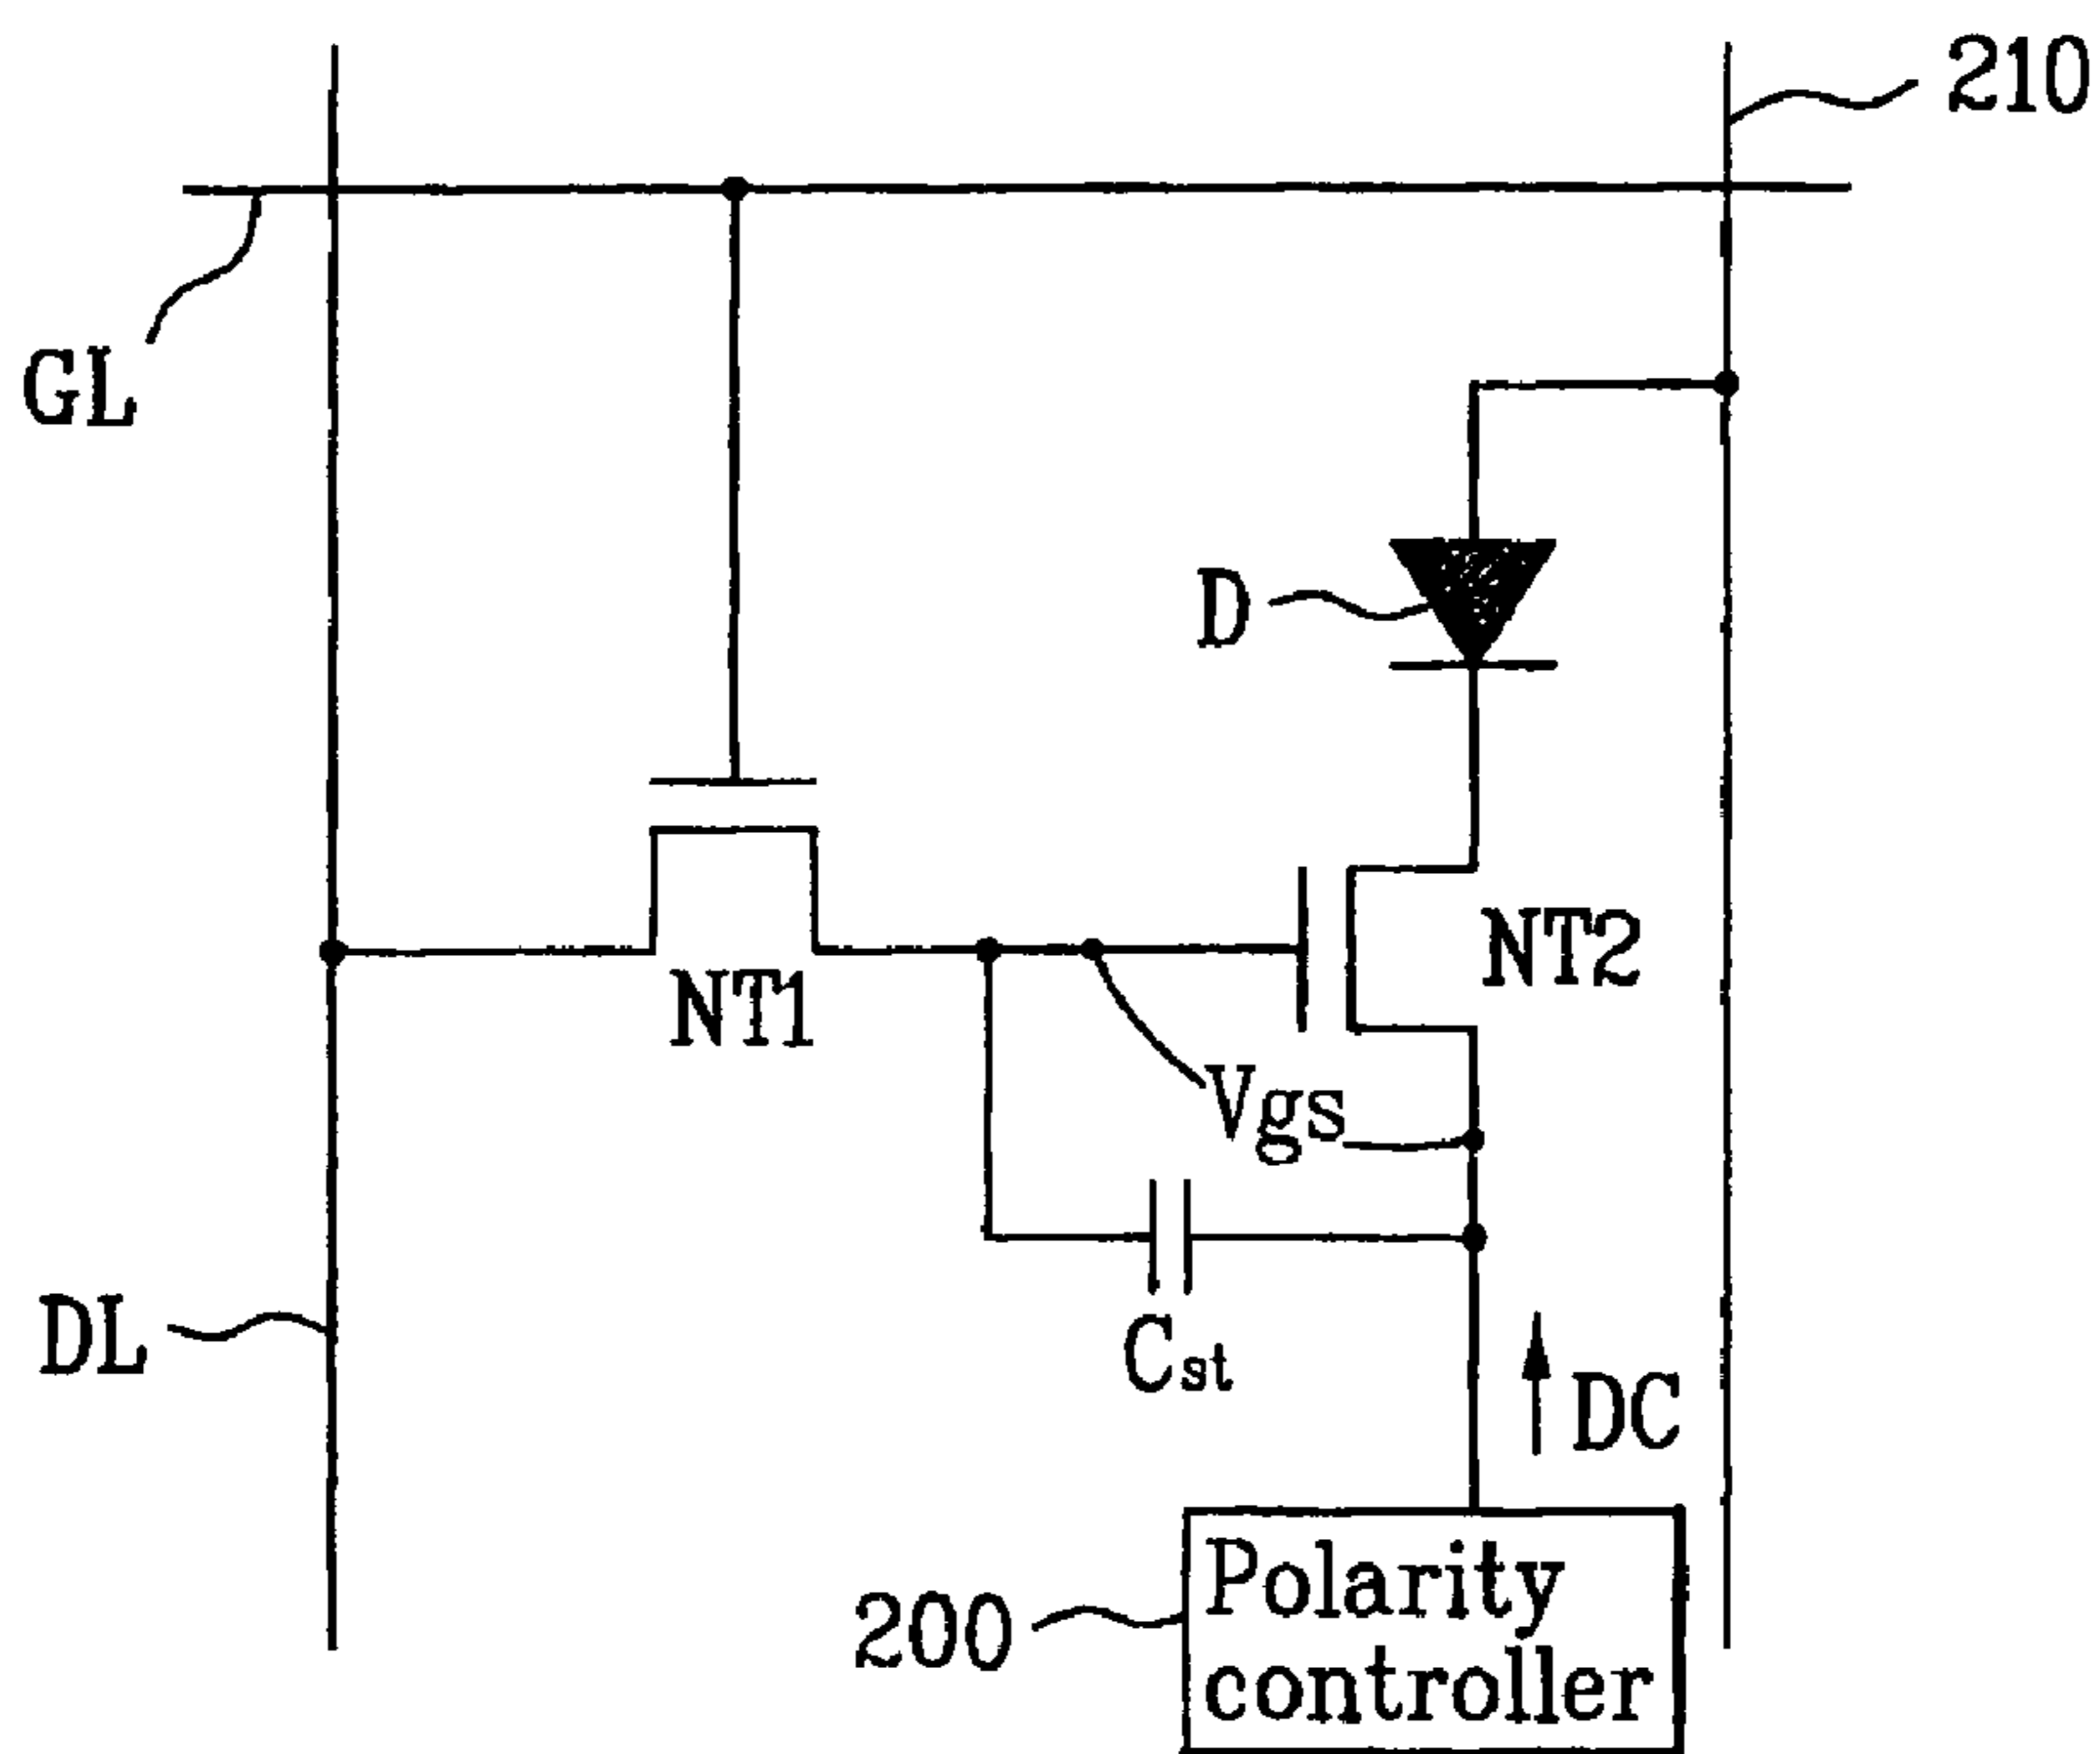 210
GL
D
NT2
NT1
Vgs
DL
Cst
DC
200
Polarity
controller